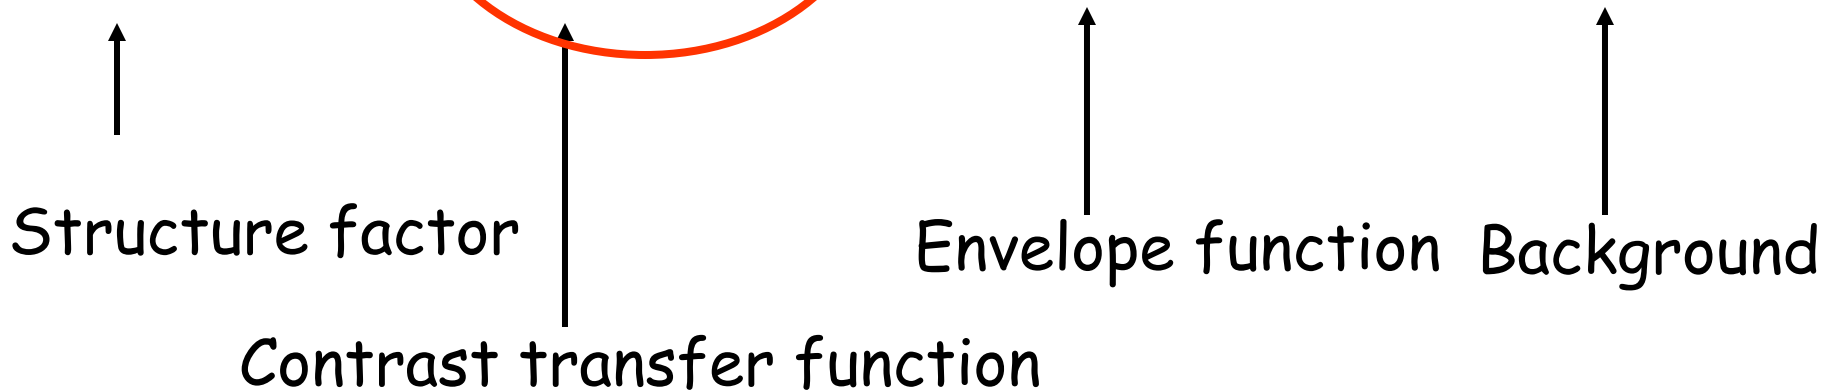 Structure factor
Envelope function
Background
Contrast transfer function